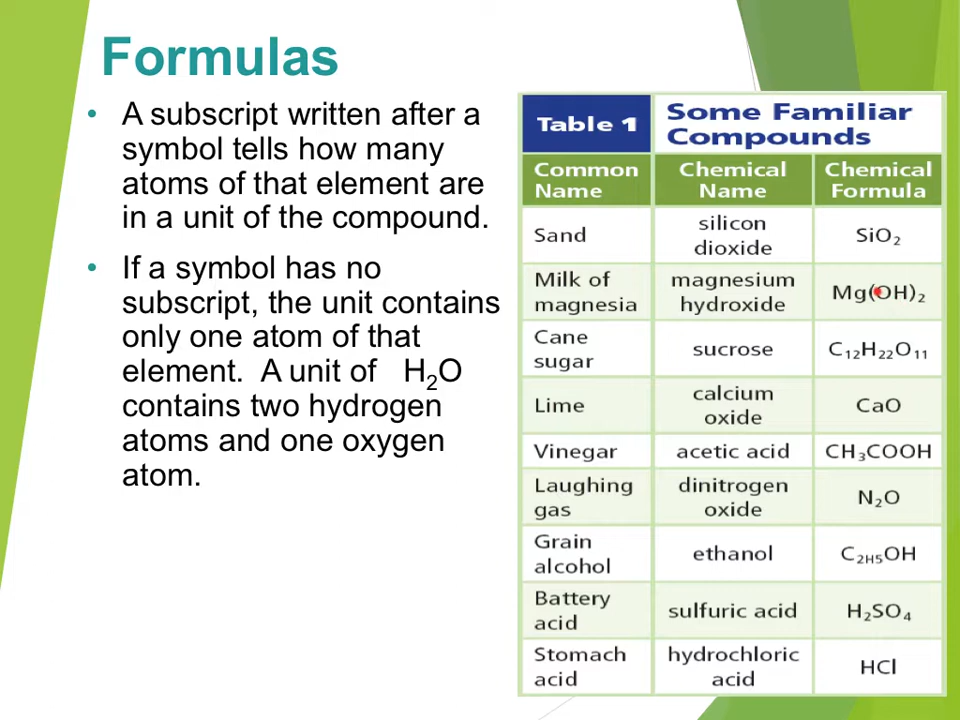 Formulas
• A subscript written after a
symbol tells how many
atoms of that element are
in a unit of the compound.
• If a symbol has no
subscript, the unit contains
only one atom of that
element. A unit of H₂O
contains two hydrogen
atoms and one oxygen
atom.
Table 1
Some Familiar
Compounds
Common
Name
Chemical
Name
Chemical
Formula
Sand
silicon
dioxide
SiO₂
Milk of
magnesia
magnesium
hydroxide
Mg(OH)₂
Cane
sugar
sucrose
C₁₂H₂₂O₁₁
Lime
calcium
oxide
CaO
Vinegar
acetic acid
CH₃COOH
Laughing
gas
dinitrogen
oxide
N₂O
Grain
alcohol
ethanol
C₂H₅OH
Battery
acid
sulfuric acid
H₂SO₄
Stomach
acid
hydrochloric
acid
HCl